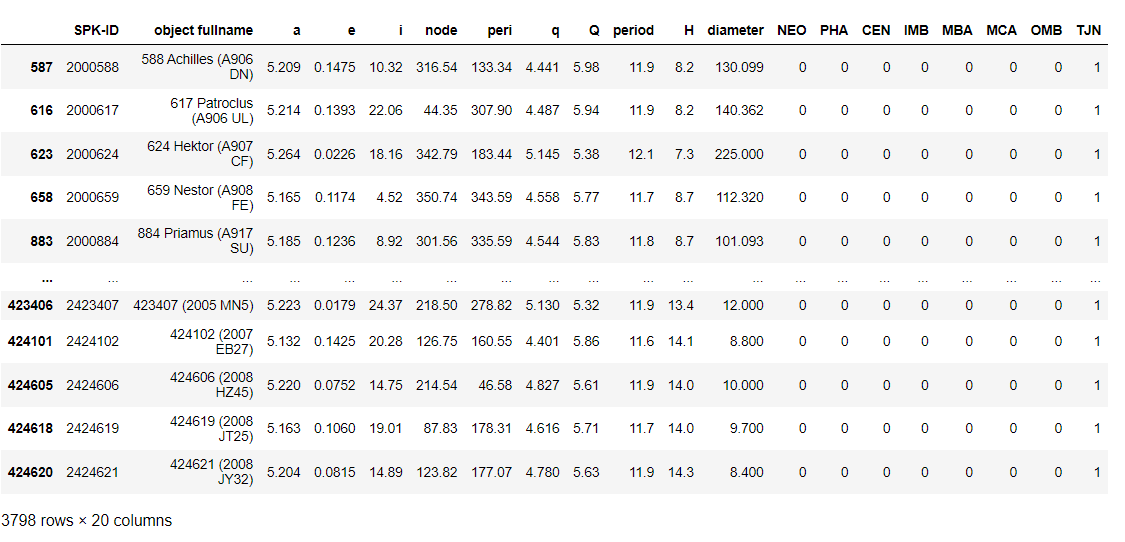 SPK-ID object fullname a e i node peri q Q period H diameter NEO PHA CEN IMB MBA MCA OMB TJN
587 2000588 588 Achilles (A906 DN) 5.209 0.1475 10.32 316.54 133.34 4.441 5.98 11.9 8.2 130.099 0 0 0 0 0 0 0 1
616 2000617 617 Patroclus (A906 UL) 5.214 0.1393 22.06 44.35 307.90 4.487 5.94 11.9 8.2 140.362 0 0 0 0 0 0 0 1
623 2000624 624 Hektor (A907 CF) 5.264 0.0226 18.16 342.79 183.44 5.145 5.38 12.1 7.3 225.000 0 0 0 0 0 0 0 1
658 2000659 659 Nestor (A908 FE) 5.165 0.1174 4.52 350.74 343.59 4.558 5.77 11.7 8.7 112.320 0 0 0 0 0 0 0 1
883 2000884 884 Priamus (A917 SU) 5.185 0.1236 8.92 301.56 335.59 4.544 5.83 11.8 8.7 101.093 0 0 0 0 0 0 0 1
... ... ... ... ... ... ... ... ... ... ... ... ... ... ... ... ... ... ... ... ...
423406 2423407 423407 (2005 MN5) 5.223 0.0179 24.37 218.50 278.82 5.130 5.32 11.9 13.4 12.000 0 0 0 0 0 0 0 1
424101 2424102 424102 (2007 EB27) 5.132 0.1425 20.28 126.75 160.55 4.401 5.86 11.6 14.1 8.800 0 0 0 0 0 0 0 1
424605 2424606 424606 (2008 HZ45) 5.220 0.0752 14.75 214.54 46.58 4.827 5.61 11.9 14.0 10.000 0 0 0 0 0 0 0 1
424618 2424619 424619 (2008 JT25) 5.163 0.1060 19.01 87.83 178.31 4.616 5.71 11.7 14.0 9.700 0 0 0 0 0 0 0 1
424620 2424621 424621 (2008 JY32) 5.204 0.0815 14.89 123.82 177.07 4.780 5.63 11.9 14.3 8.400 0 0 0 0 0 0 0 1
3798 rows × 20 columns